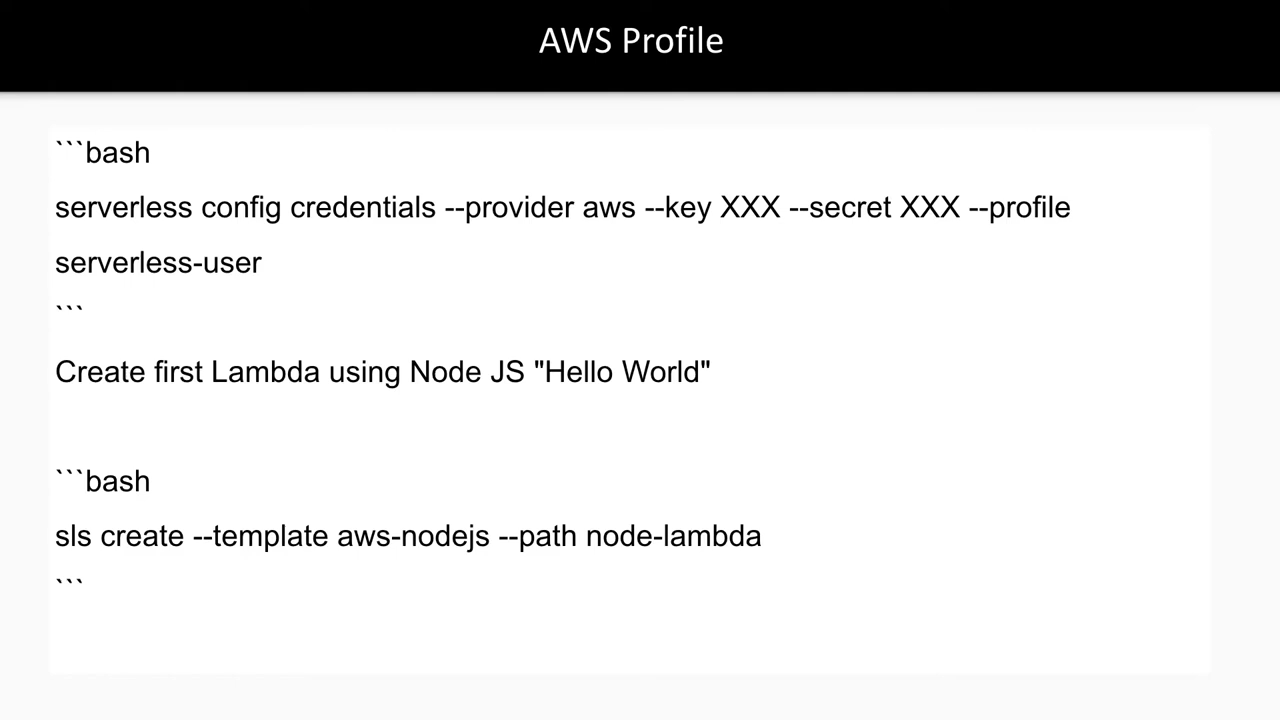 AWS Profile
```bash
serverless config credentials --provider aws --key XXX --secret XXX --profile
serverless-user
```
Create first Lambda using Node JS "Hello World"
```bash
sls create --template aws-nodejs --path node-lambda
```